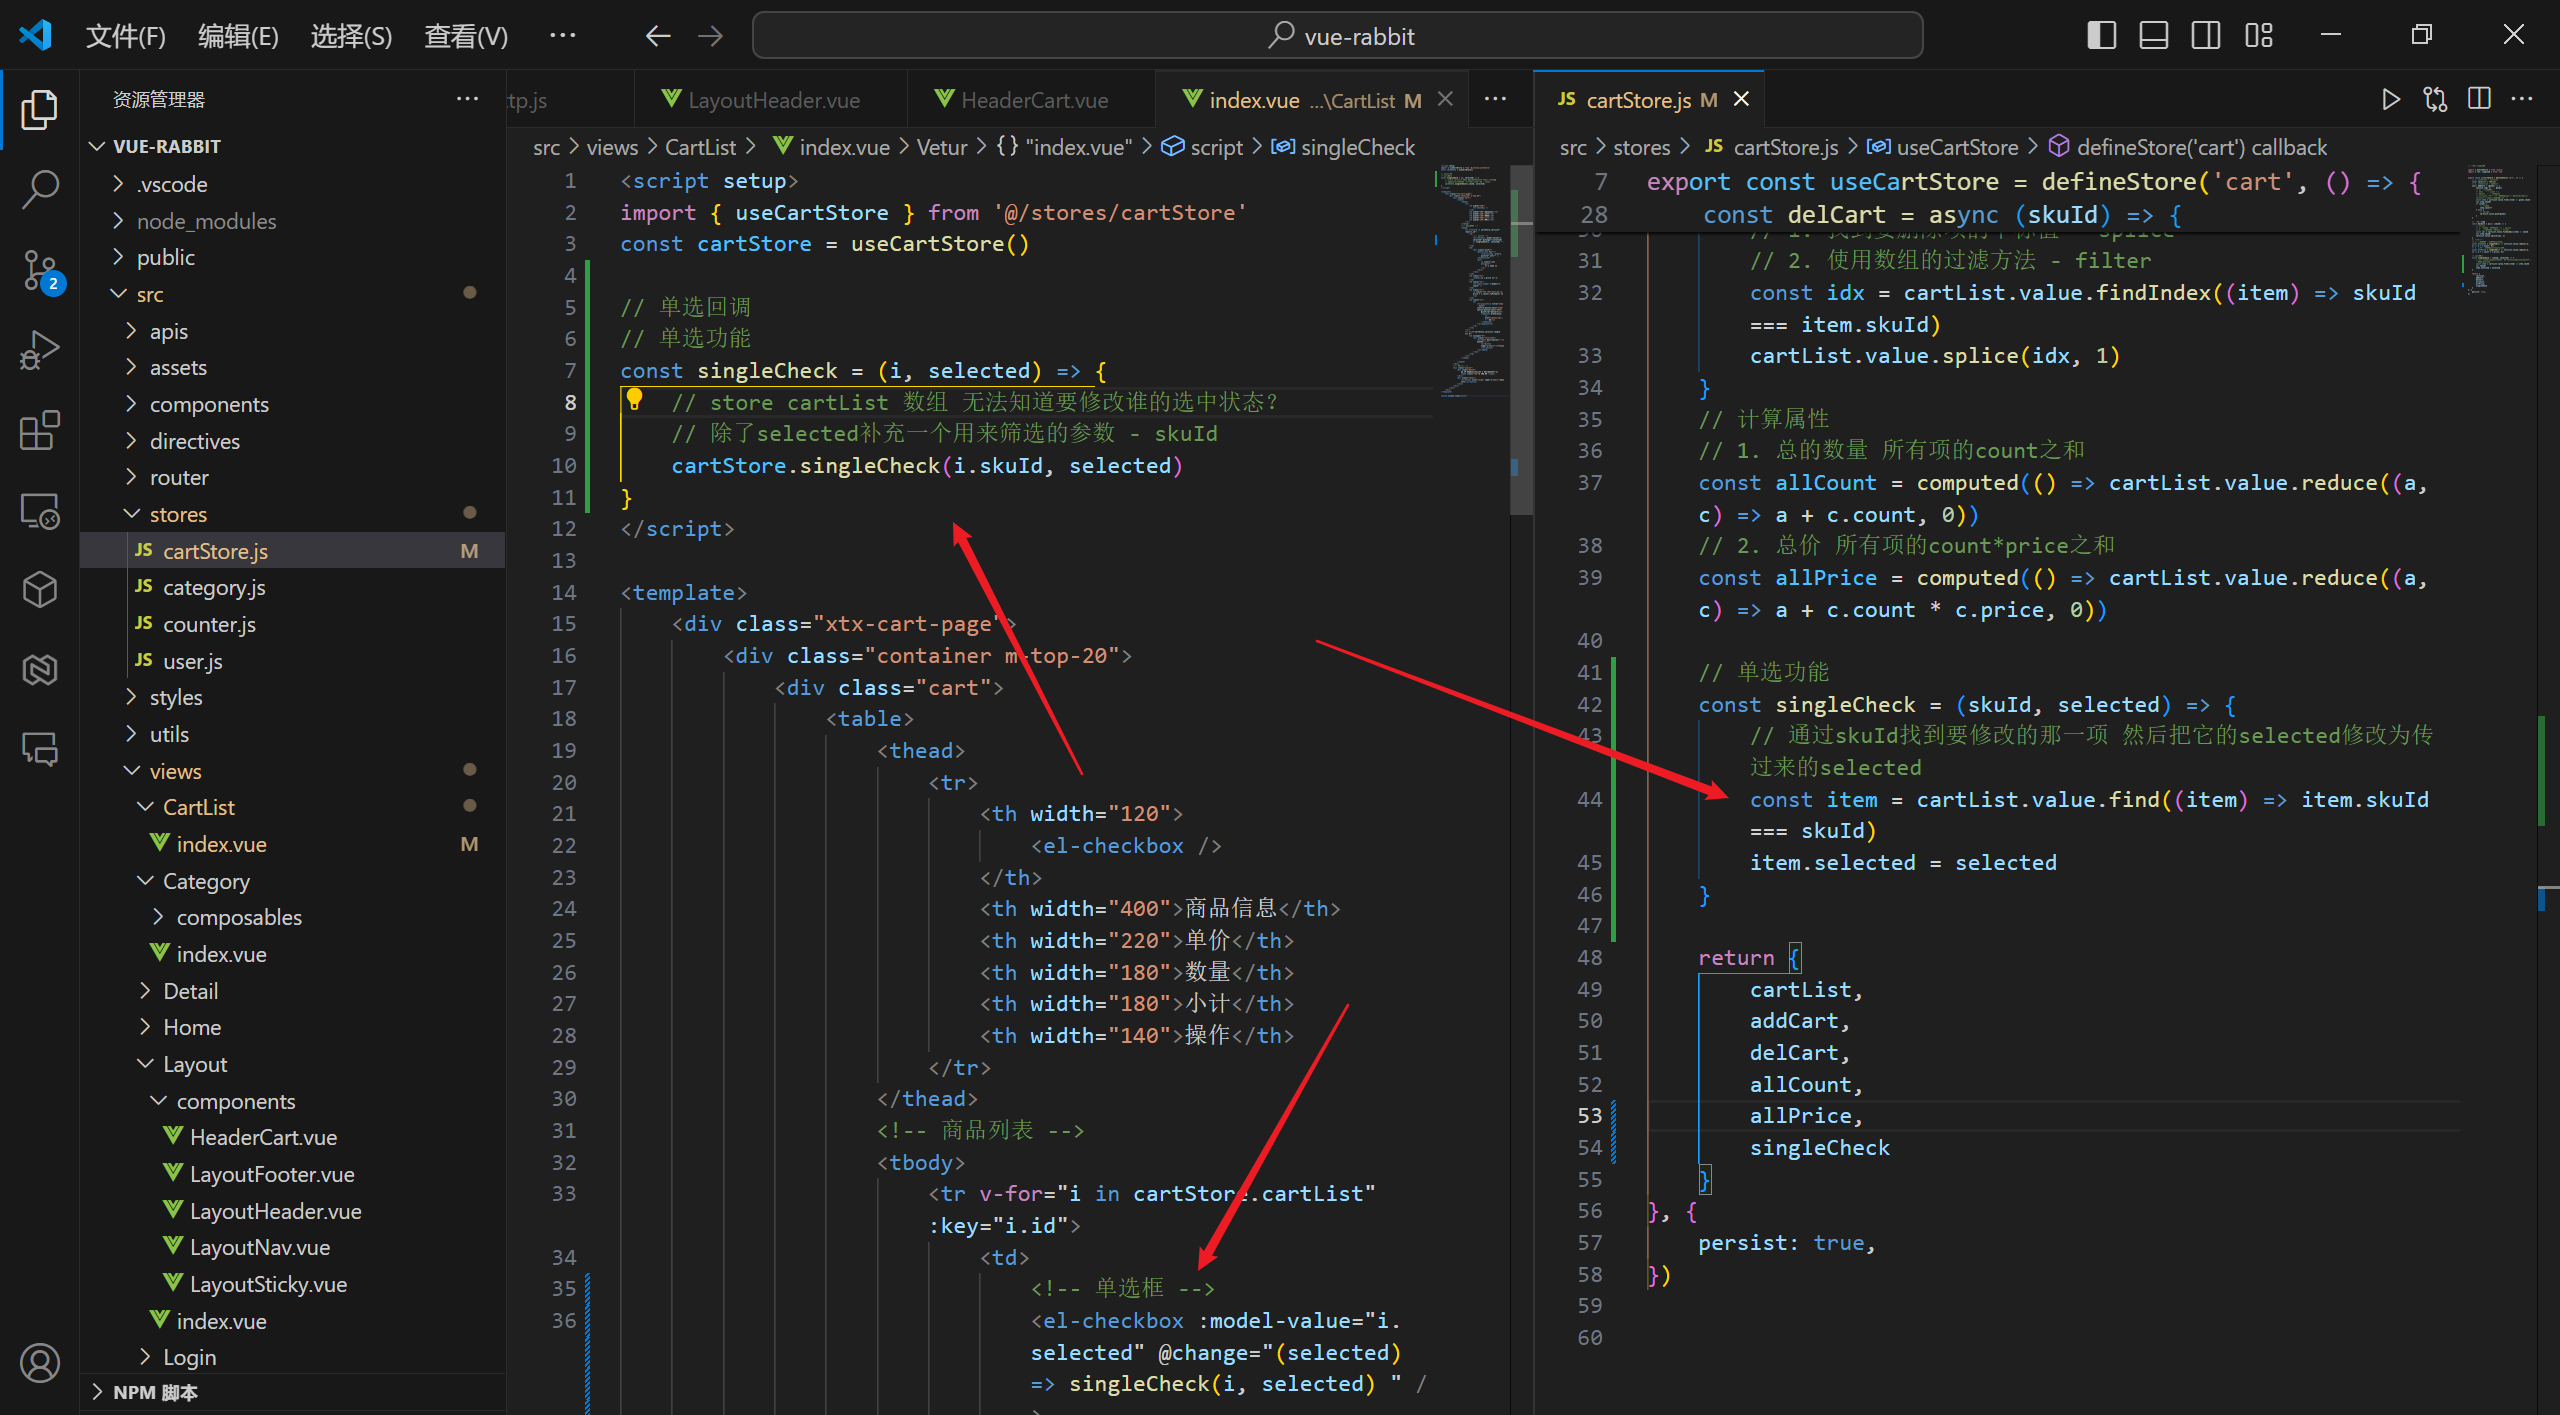 文件(F) 编辑(E) 选择(S) 查看(V) ··· vue-rabbit
资源管理器
VUE-RABBIT
.vscode
node_modules
public
src
apis
assets
components
directives
router
stores
JS cartStore.js M
JS category.js
JS counter.js
JS user.js
styles
utils
views
CartList
index.vue M
Category
composables
index.vue
Detail
Home
Layout
components
HeaderCart.vue
LayoutFooter.vue
LayoutHeader.vue
LayoutNav.vue
LayoutSticky.vue
index.vue
Login
NPM 脚本
2
tp.js LayoutHeader.vue HeaderCart.vue index.vue ...\CartList M
src > views > CartList > index.vue > Vetur > {} "index.vue" > script > singleCheck
1 <script setup>
2 import { useCartStore } from '@/stores/cartStore'
3 const cartStore = useCartStore()
4
5 // 单选回调
6 // 单选功能
7 const singleCheck = (i, selected) => {
8 // store cartList 数组 无法知道要修改谁的选中状态?
9 // 除了selected补充一个用来筛选的参数 - skuId
10 cartStore.singleCheck(i.skuId, selected)
11 }
12 </script>
13
14 <template>
15 <div class="xtx-cart-page">
16 <div class="container m-top-20">
17 <div class="cart">
18 <table>
19 <thead>
20 <tr>
21 <th width="120">
22 <el-checkbox />
23 </th>
24 <th width="400">商品信息</th>
25 <th width="220">单价</th>
26 <th width="180">数量</th>
27 <th width="180">小计</th>
28 <th width="140">操作</th>
29 </tr>
30 </thead>
31 <!-- 商品列表 -->
32 <tbody>
33 <tr v-for="i in cartStore.cartList"
:key="i.id">
34 <td>
35 <!-- 单选框 -->
36 <el-checkbox :model-value="i.
selected" @change="(selected)
=> singleCheck(i, selected) " /
>
JS cartStore.js M
src > stores > JS cartStore.js > useCartStore > defineStore('cart') callback
7 export const useCartStore = defineStore('cart', () => {
28 const delCart = async (skuId) => {
30 // 1. 找到要删除项的下标值 - splice
31 // 2. 使用数组的过滤方法 - filter
32 const idx = cartList.value.findIndex((item) => skuId
=== item.skuId)
33 cartList.value.splice(idx, 1)
34 }
35 // 计算属性
36 // 1. 总的数量 所有项的count之和
37 const allCount = computed(() => cartList.value.reduce((a,
c) => a + c.count, 0))
38 // 2. 总价 所有项的count*price之和
39 const allPrice = computed(() => cartList.value.reduce((a,
c) => a + c.count * c.price, 0))
40
41 // 单选功能
42 const singleCheck = (skuId, selected) => {
43 // 通过skuId找到要修改的那一项 然后把它的selected修改为传
过来的selected
44 const item = cartList.value.find((item) => item.skuId
=== skuId)
45 item.selected = selected
46 }
47
48 return {
49 cartList,
50 addCart,
51 delCart,
52 allCount,
53 allPrice,
54 singleCheck
55 }
56 }, {
57 persist: true,
58 })
59
60